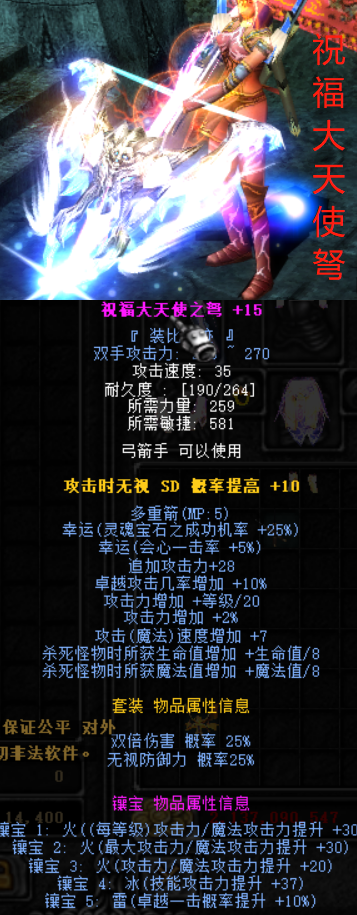 祝福大天使弩
祝福大天使之弩 +15
『 装比 』
双手攻击力: ~ 270
攻击速度: 35
耐久度 : [190/264]
所需力量: 259
所需敏捷: 581
弓箭手 可以使用
攻击时无视 SD 概率提高 +10
多重箭(MP:5)
幸运(灵魂宝石之成功机率 +25%)
幸运(会心一击率 +5%)
追加攻击力+28
卓越攻击几率增加 +10%
攻击力增加 +等级/20
攻击力增加 +2%
攻击(魔法)速度增加 +7
杀死怪物时所获生命值增加 +生命值/8
杀死怪物时所获魔法值增加 +魔法值/8
套装 物品属性信息
保证公平 对外
双倍伤害 概率 25%
切非法软件。
无视防御力 概率25%
0
镶宝 物品属性信息
14,400
镶宝 1: 火((每等级)攻击力/魔法攻击力提升 +30
镶宝 2: 火(最大攻击力/魔法攻击力提升 +30)
镶宝 3: 火(攻击力/魔法攻击力提升 +20)
镶宝 4: 冰(技能攻击力提升 +37)
镶宝 5: 雷(卓越一击概率提升 +10%)